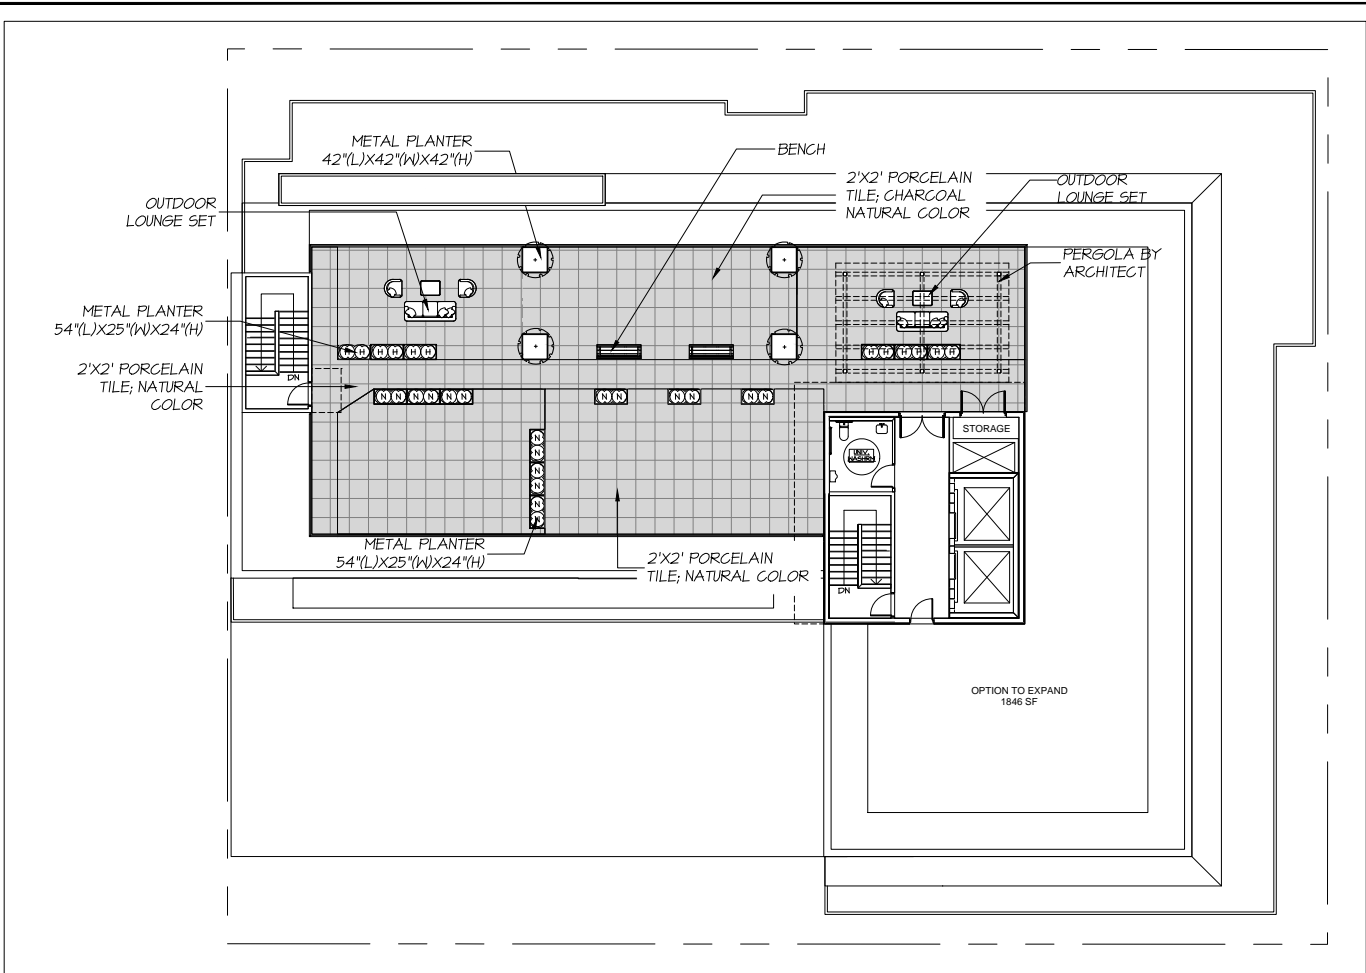 METAL PLANTER
42"(L)X42"(W)X42"(H)
BENCH
2'X2' PORCELAIN
TILE; CHARCOAL
NATURAL COLOR
OUTDOOR
LOUNGE SET
OUTDOOR
LOUNGE SET
PERGOLA BY
ARCHITECT
METAL PLANTER
54"(L)X25"(W)X24"(H)
H H H H H
H H H H H H
2'X2' PORCELAIN
TILE; NATURAL
COLOR
DN
N N N N N N
N N
N N
N N
STORAGE
N
N
N
N
N
N
UNIV.
METAL PLANTER
54"(L)X25"(W)X24"(H)
2'X2' PORCELAIN
TILE; NATURAL COLOR
DN
OPTION TO EXPAND
1846 SF